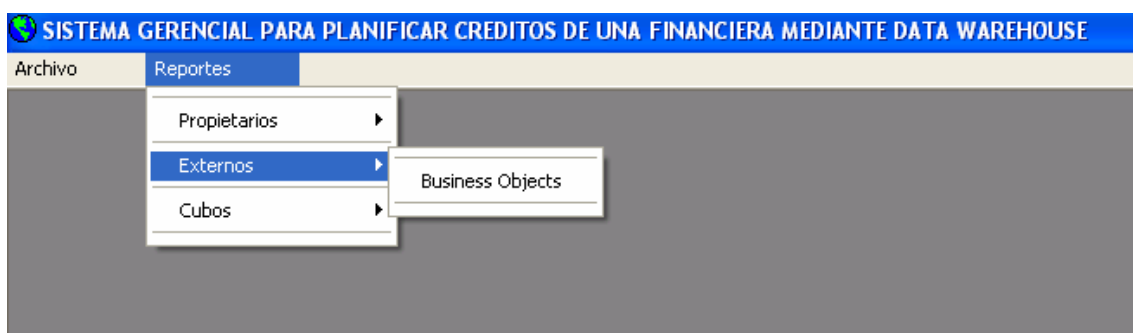 SISTEMA GERENCIAL PARA PLANIFICAR CREDITOS DE UNA FINANCIERA MEDIANTE DATA WAREHOUSE
Archivo Reportes
Propietarios
Externos
Business Objects
Cubos